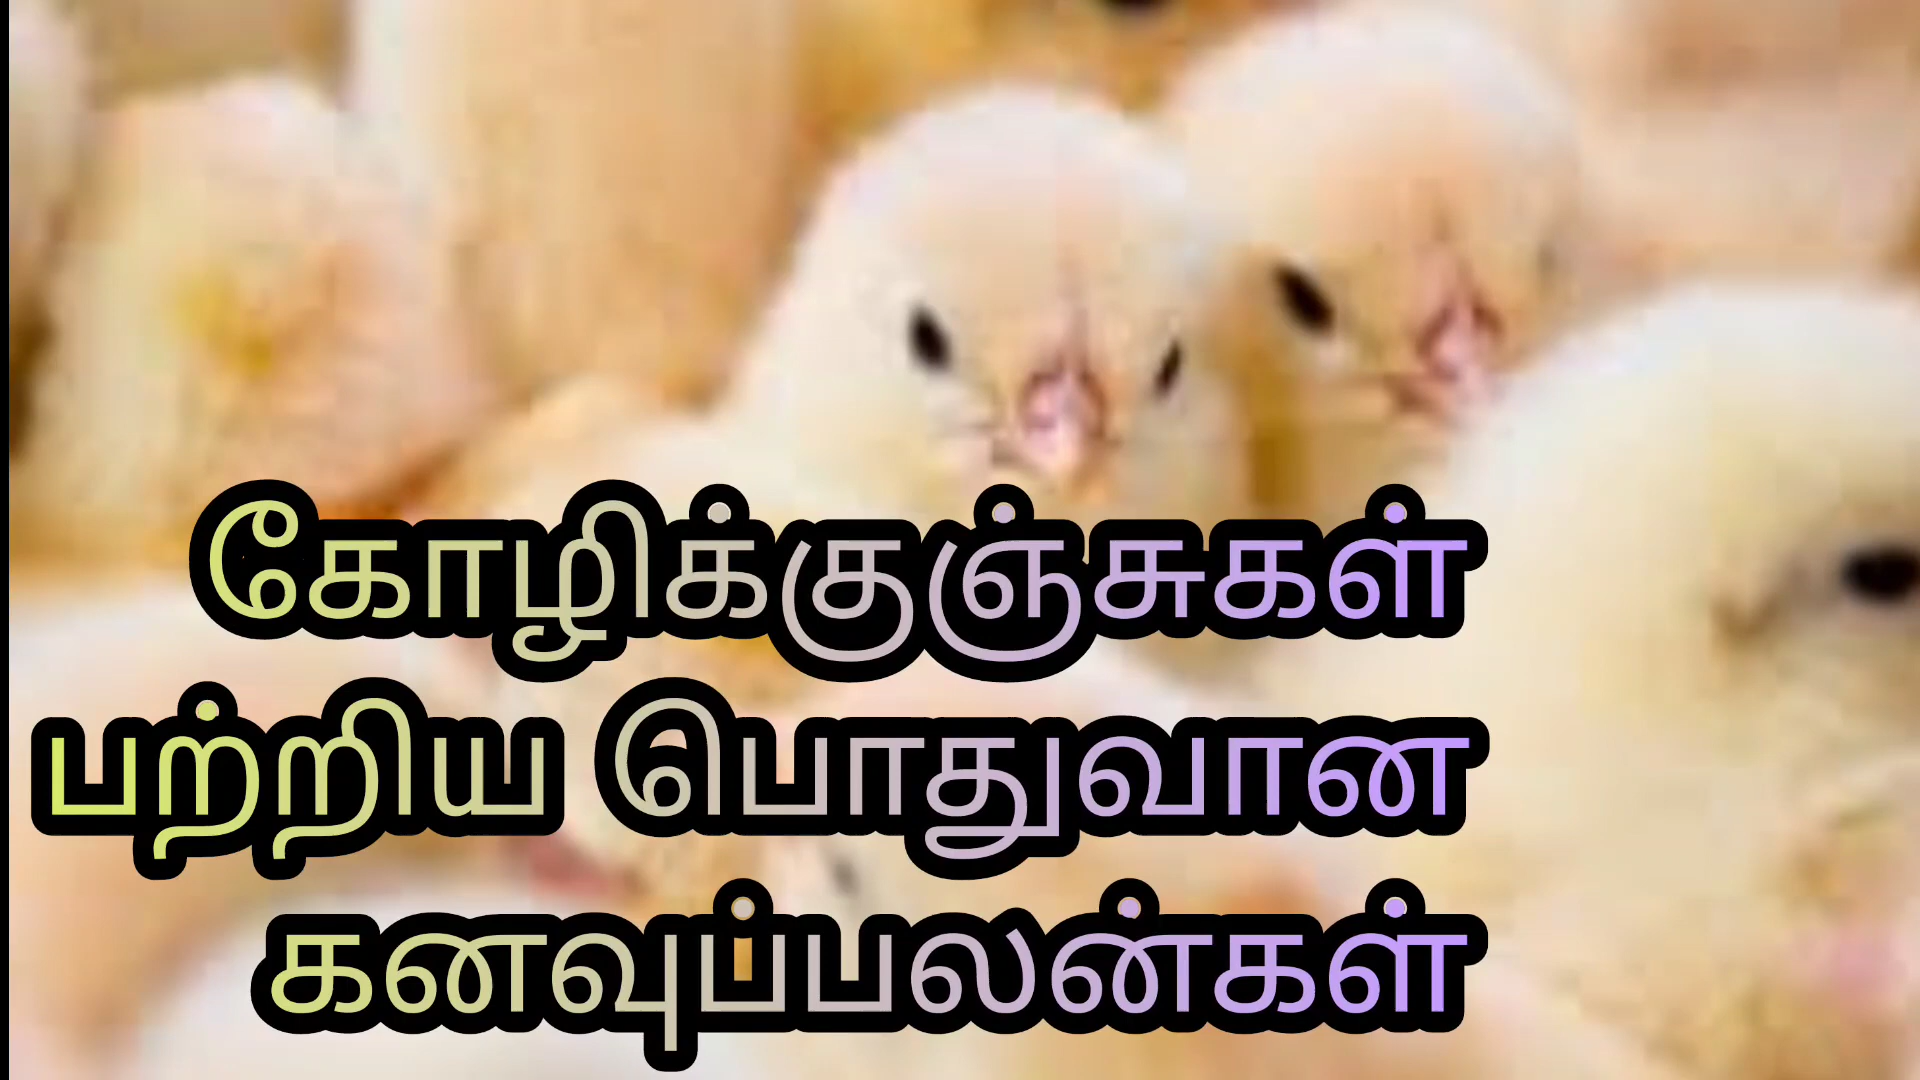 கோழிக்குஞ்சுகள்
பற்றிய பொதுவான
கனவுப்பலன்கள்